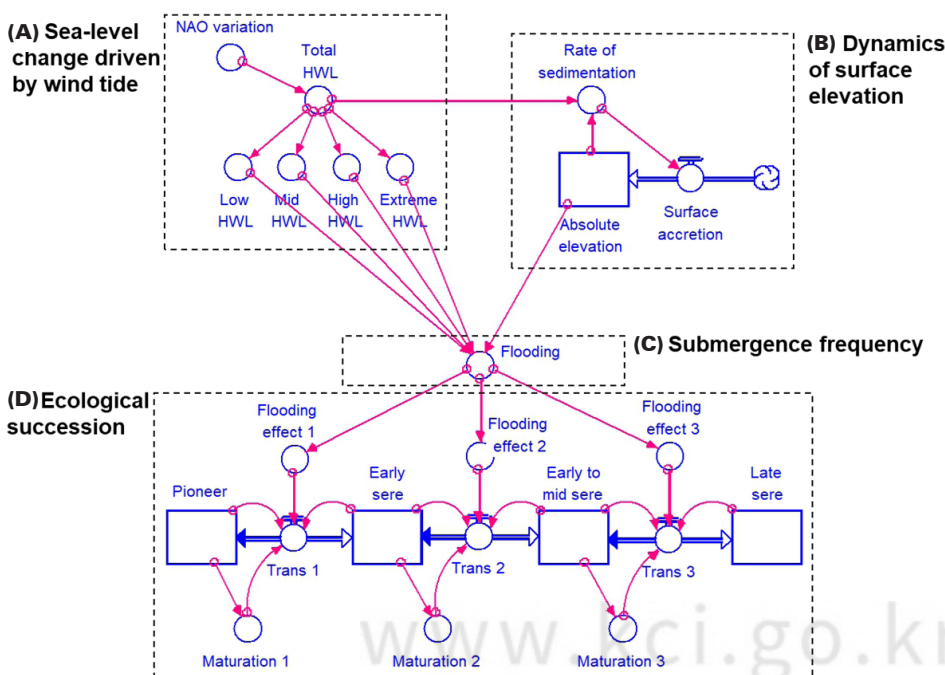 (A) Sea-level
change driven
by wind tide
NAO variation
Total
HWL
Low
HWL
Mid
HWL
High
HWL
Extreme
HWL
(B) Dynamics
of surface
elevation
Rate of
sedimentation
Absolute
elevation
Surface
accretion
(C) Submergence frequency
Flooding
(D) Ecological
succession
Flooding
effect 1
Flooding
effect 2
Flooding
effect 3
Pioneer
Early
sere
Early to
mid sere
Late
sere
Trans 1
Trans 2
Trans 3
Maturation 1
Maturation 2
Maturation 3
www.kci.go.kr